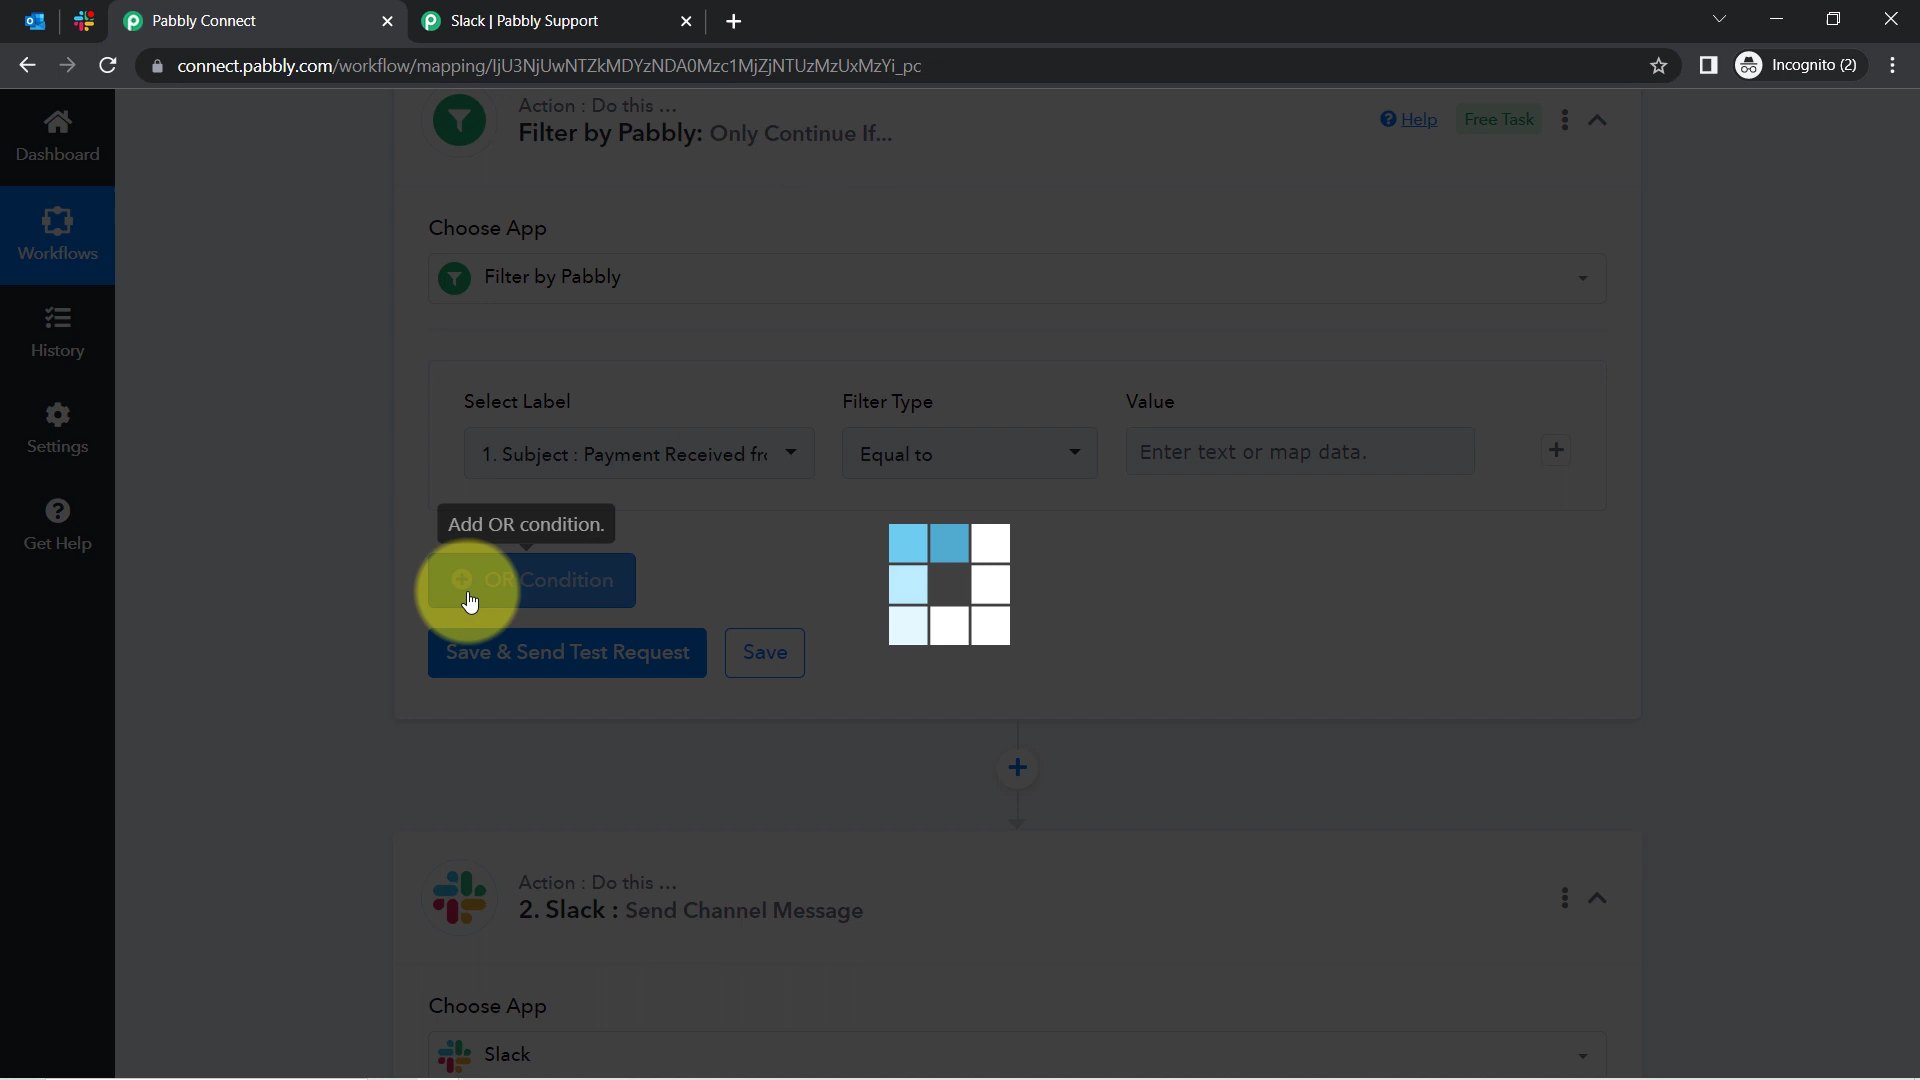 Pabbly Connect
Slack | Pabbly Support
connect.pabbly.com/workflow/mapping/IjU3NjUwNTZkMDYzNDA0Mzc1MjZjNTUzMzUxMzYi_pc
Incognito (2)
Dashboard
Workflows
History
Settings
Get Help
Action : Do this ...
Filter by Pabbly: Only Continue If...
Help
Free Task
Choose App
Filter by Pabbly
Select Label
Filter Type
Value
1. Subject : Payment Received fr
Equal to
Enter text or map data.
Add OR condition.
OR Condition
Save & Send Test Request
Save
Action : Do this ...
2. Slack : Send Channel Message
Choose App
Slack